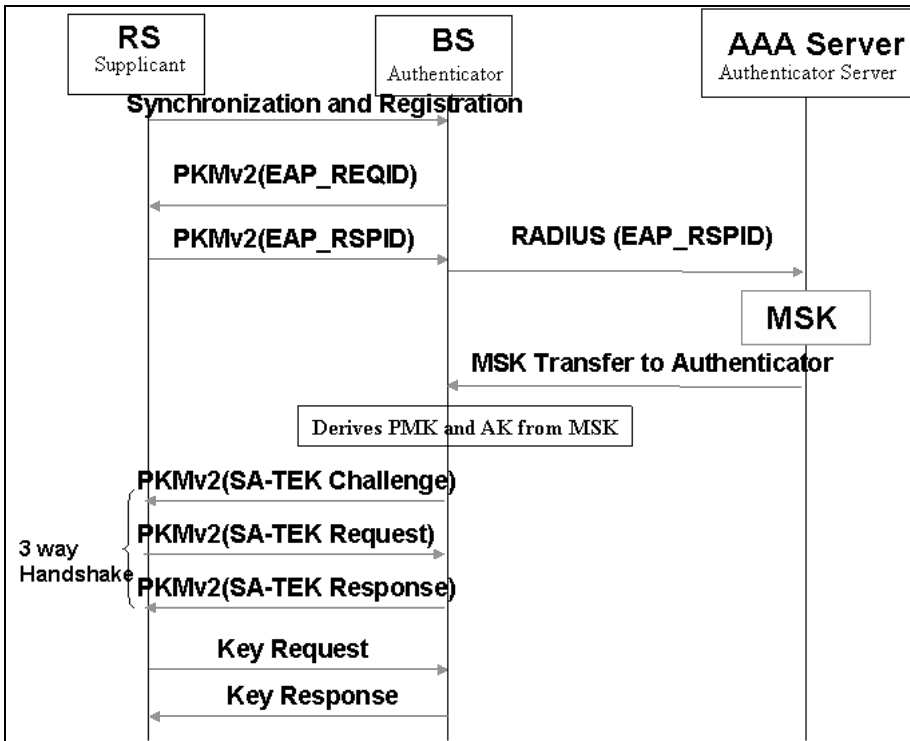 RS
Supplicant
BS
Authenticator
AAA Server
Authenticator Server
Synchronization and Registration
PKMv2(EAP_REQID)
PKMv2(EAP_RSPID)
RADIUS (EAP_RSPID)
MSK
MSK Transfer to Authenticator
Derives PMK and AK from MSK
PKMv2(SA-TEK Challenge)
PKMv2(SA-TEK Request)
3 way
Handshake
PKMv2(SA-TEK Response)
Key Request
Key Response